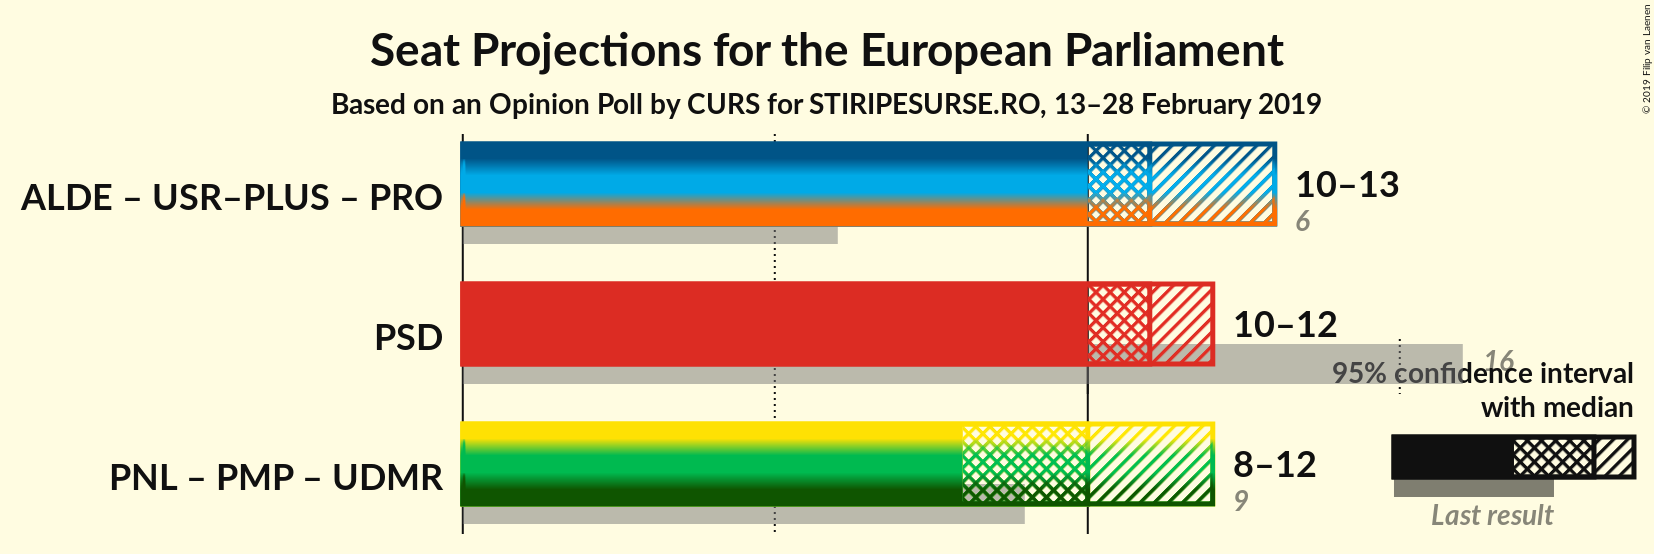 Seat Projections for the European Parliament
Based on an Opinion Poll by CURS for STIRIPESURSE.RO, 13–28 February 2019
© 2019 Filip van Laenen
ALDE – USR–PLUS – PRO
10–13
6
PSD
10–12
16
95% confidence interval
with median
PNL – PMP – UDMR
8–12
9
Last result